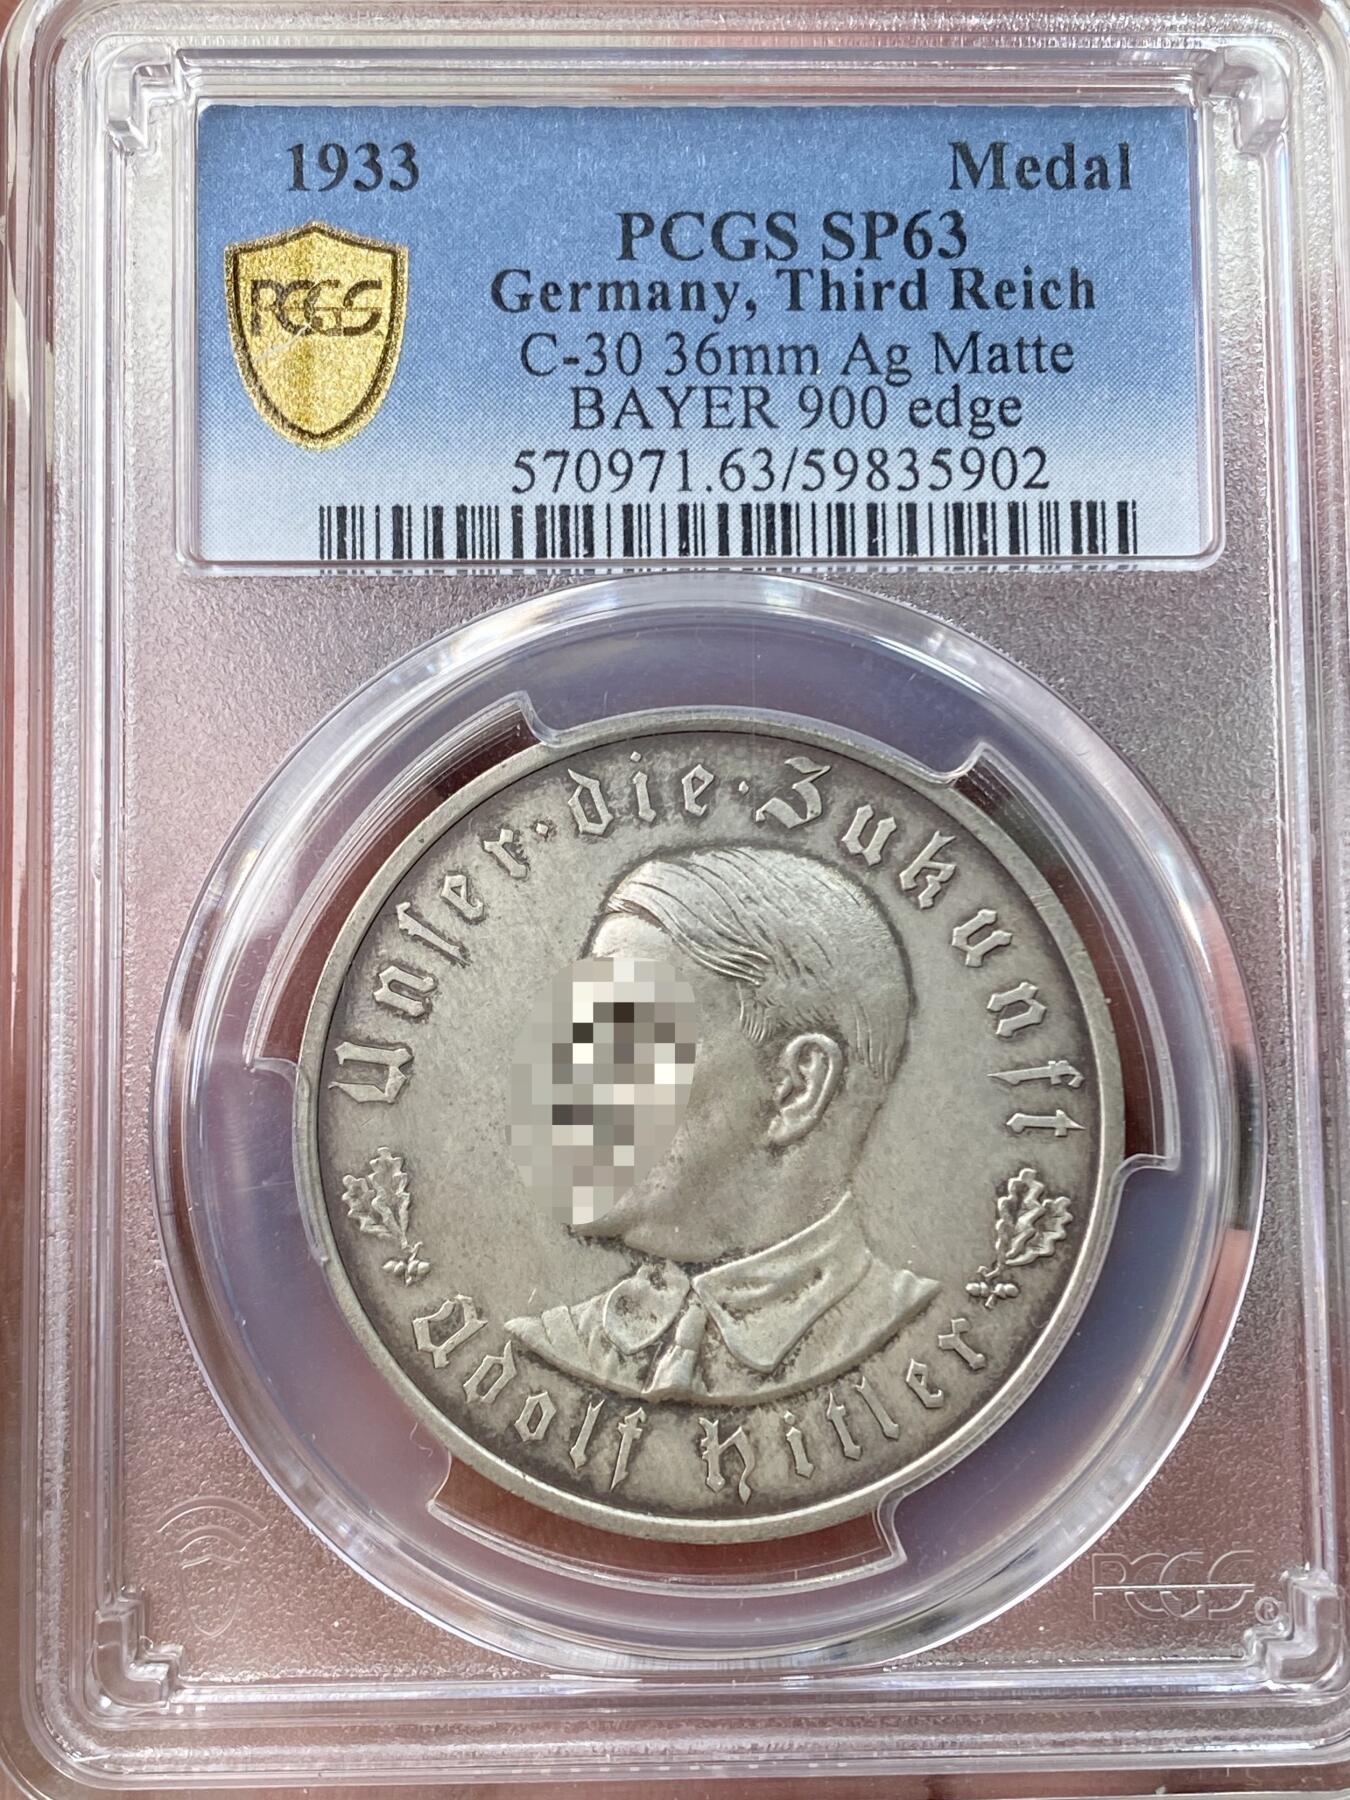 1933 Medal
PCGS SP63
PCGS
Germany, Third Reich
C-30 36mm Ag Matte
BAYER 900 edge
570971.63/59835902
Unſer · die · Zukunft
Adolf Hitler
PCGS®